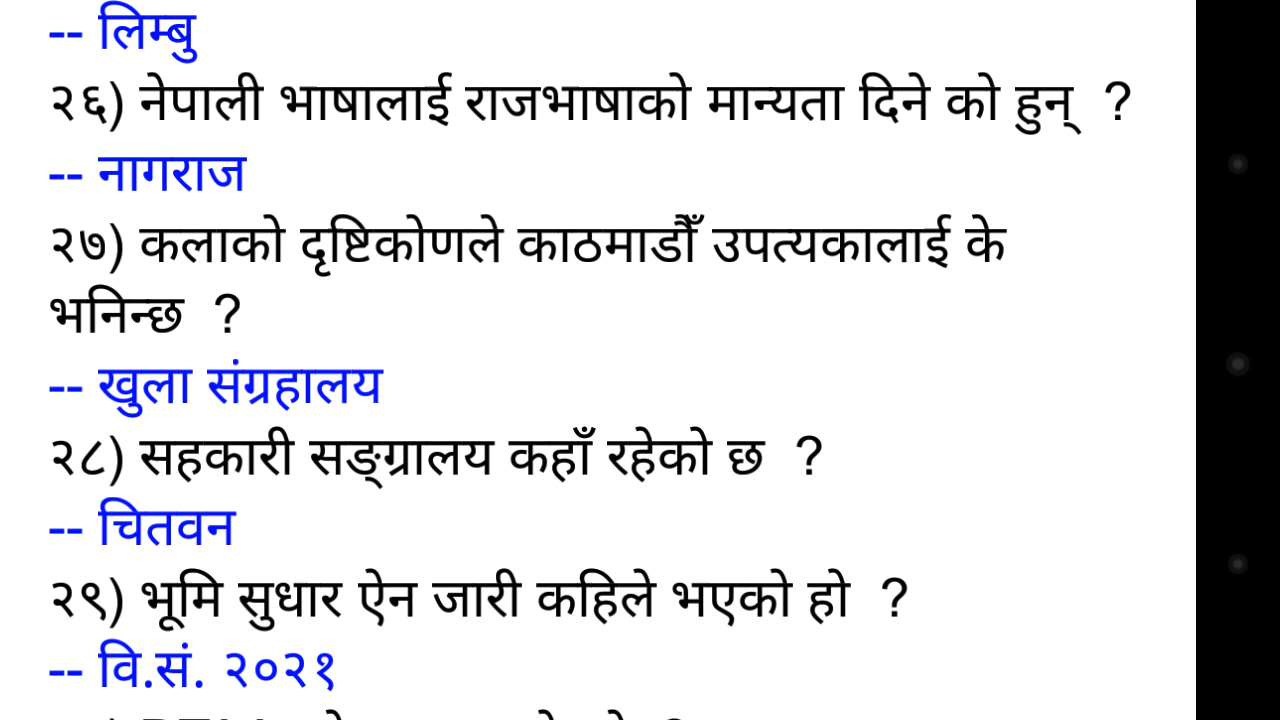 -- लिम्बु
२६) नेपाली भाषालाई राजभाषाको मान्यता दिने को हुन्  ?
-- नागराज
२७) कलाको दृष्टिकोणले काठमाडौँ उपत्यकालाई के
भनिन्छ  ?
-- खुला संग्रहालय
२८) सहकारी सङ्ग्रालय कहाँ रहेको छ  ?
-- चितवन
२९) भूमि सुधार ऐन जारी कहिले भएको हो  ?
-- वि.सं. २०२१